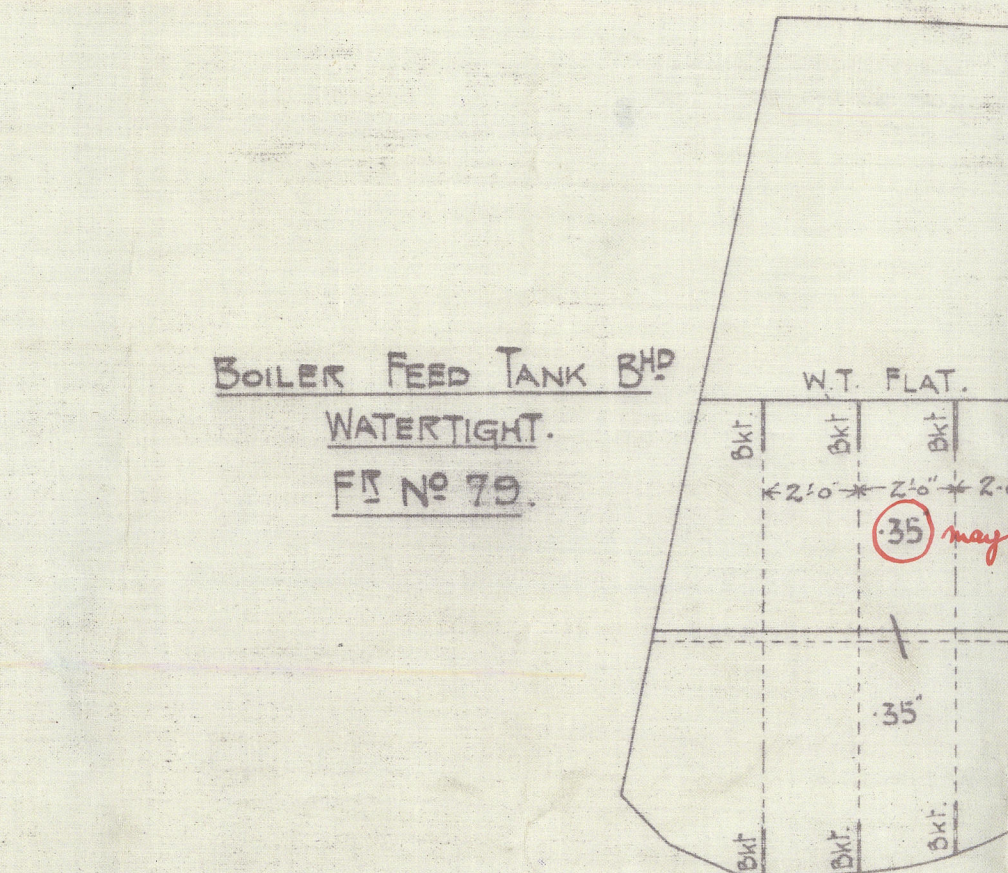 BOILER FEED TANK BHD
WATERTIGHT.
FR No 79.
W.T. FLAT.
Bkt. Bkt. Bkt.
2'-0" 2'-0"
.35" may
.35"
Bkt. Bkt. Bkt.